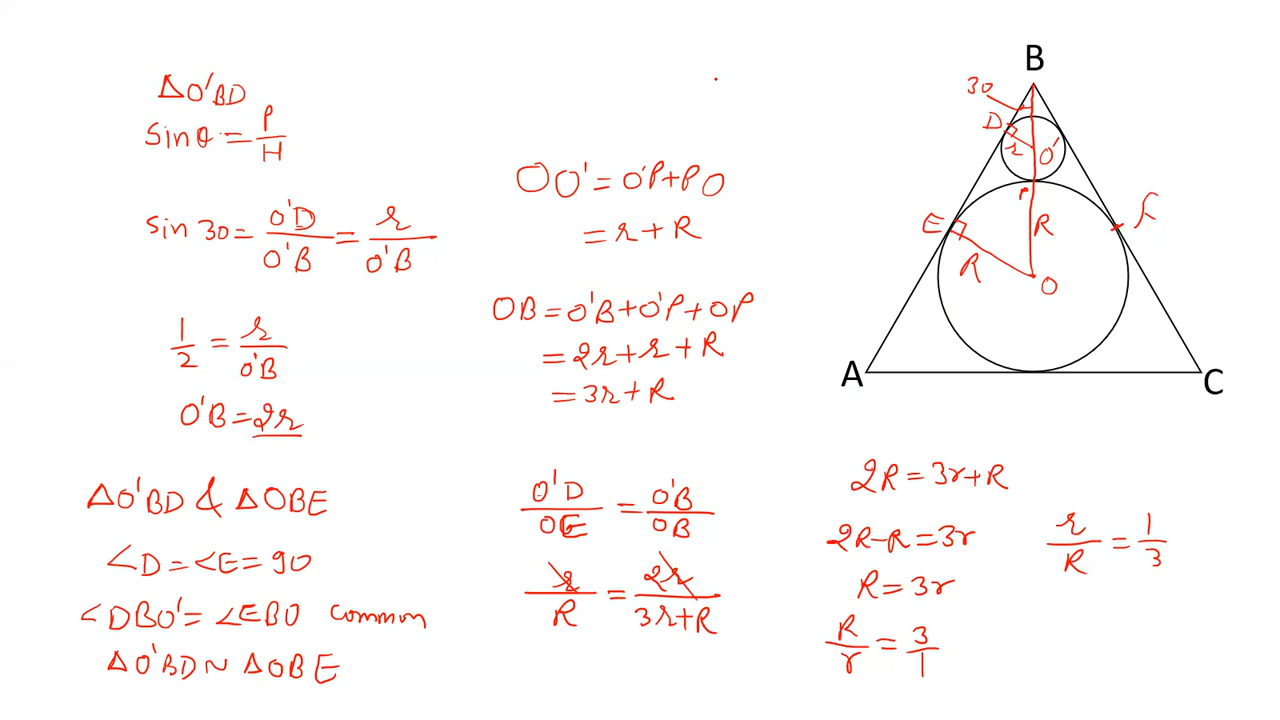 ΔO'BD
Sinθ = P/H
Sin 30 = O'D/O'B = r/O'B
1/2 = r/O'B
O'B = 2r
ΔO'BD & ΔOBE
∠D = ∠E = 90
∠DBO' = ∠EBO common
ΔO'BD ~ ΔOBE
OO' = O'P + PO
= r + R
OB = O'B + O'P + OP
= 2r + r + R
= 3r + R
O'D/OE = O'B/OB
r/R = 2r/(3r+R)
B
30
D
r
O'
P
E
F
R
R
O
A
C
2R = 3r + R
2R - R = 3r
R = 3r
R/r = 3/1
r/R = 1/3